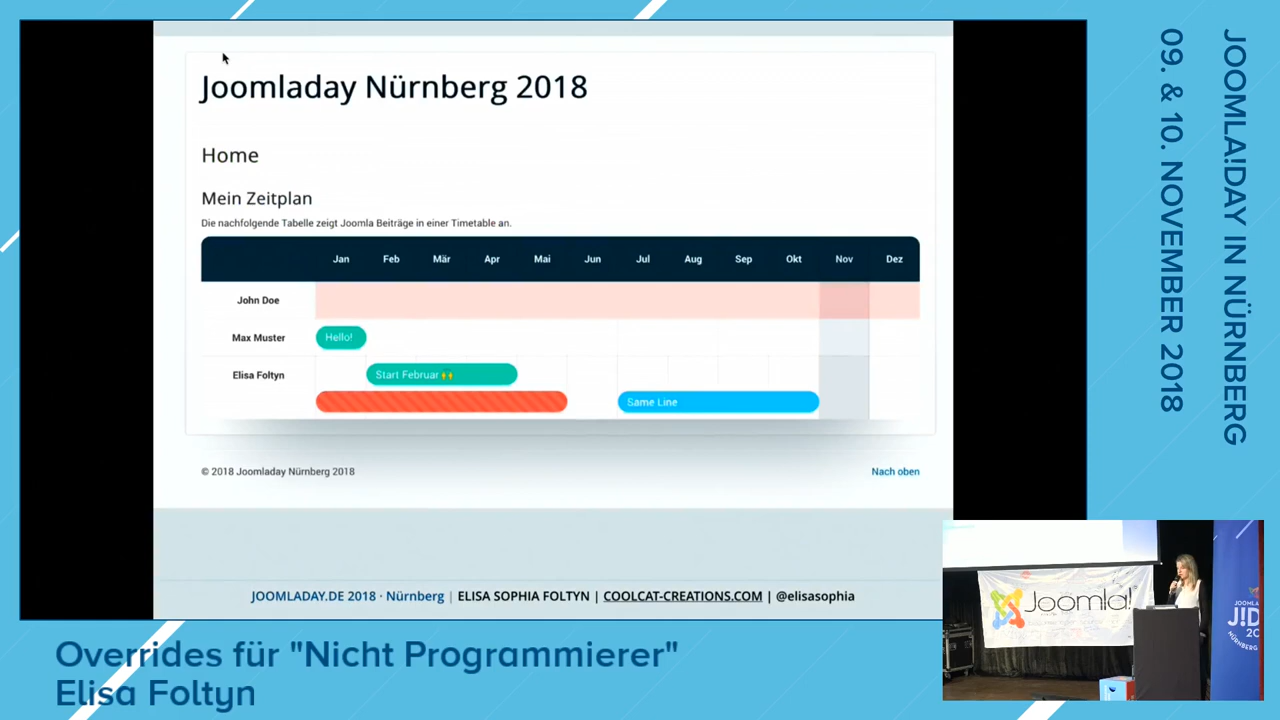 Joomladay Nürnberg 2018
Home
Mein Zeitplan
Die nachfolgende Tabelle zeigt Joomla Beiträge in einer Timetable an.
Jan Feb Mär Apr Mai Jun Jul Aug Sep Okt Nov Dez
John Doe
Max Muster Hello!
Elisa Foltyn Start Februar 🙌
Same Line
© 2018 Joomladay Nürnberg 2018 Nach oben
JOOMLADAY.DE 2018 · Nürnberg | ELISA SOPHIA FOLTYN | COOLCAT-CREATIONS.COM | @elisasophia
JOOMLA!DAY IN NÜRNBERG
09. & 10. NOVEMBER 2018
Joomla!
Overrides für "Nicht Programmierer"
Elisa Foltyn